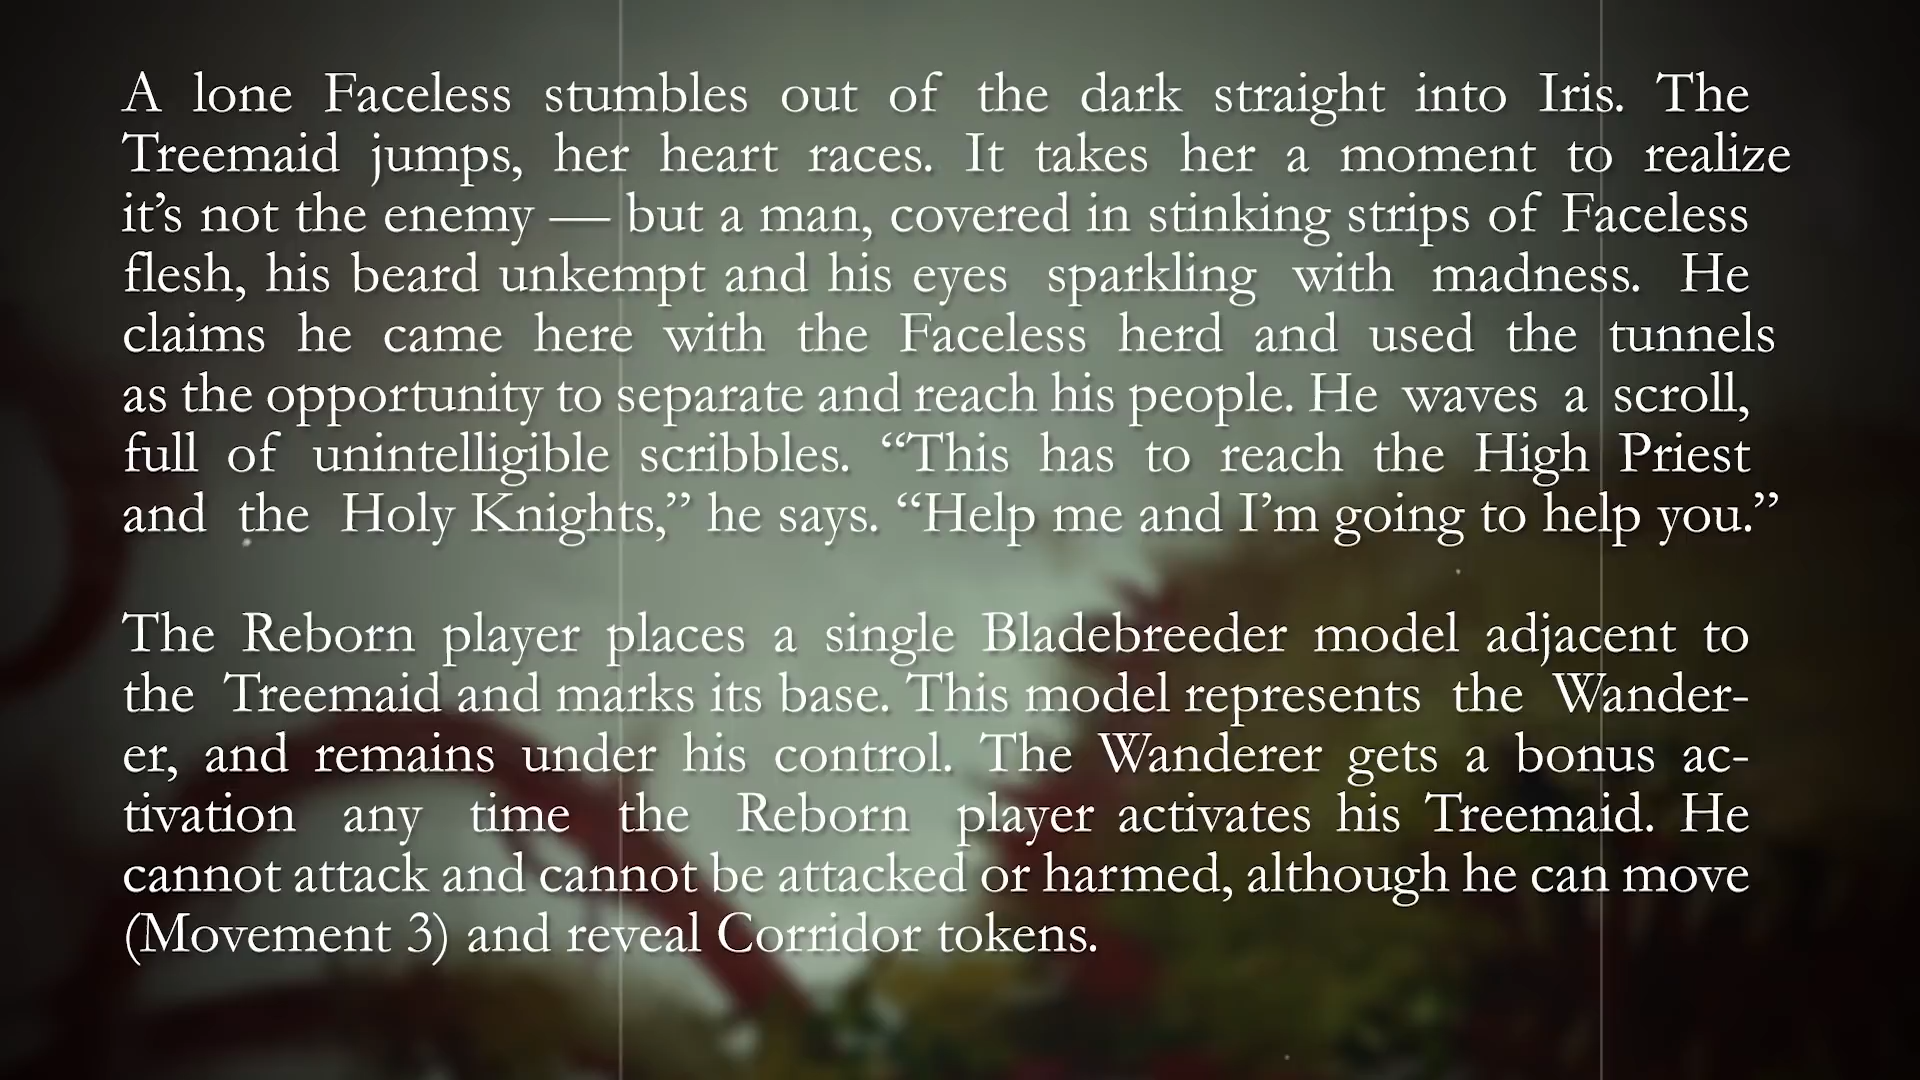 A lone Faceless stumbles out of the dark straight into Iris. The
Treemaid jumps, her heart races. It takes her a moment to realize
it’s not the enemy — but a man, covered in stinking strips of Faceless
flesh, his beard unkempt and his eyes sparkling with madness. He
claims he came here with the Faceless herd and used the tunnels
as the opportunity to separate and reach his people. He waves a scroll,
full of unintelligible scribbles. “This has to reach the High Priest
and the Holy Knights,” he says. “Help me and I’m going to help you.”
The Reborn player places a single Bladebreeder model adjacent to
the Treemaid and marks its base. This model represents the Wander-
er, and remains under his control. The Wanderer gets a bonus ac-
tivation any time the Reborn player activates his Treemaid. He
cannot attack and cannot be attacked or harmed, although he can move
(Movement 3) and reveal Corridor tokens.